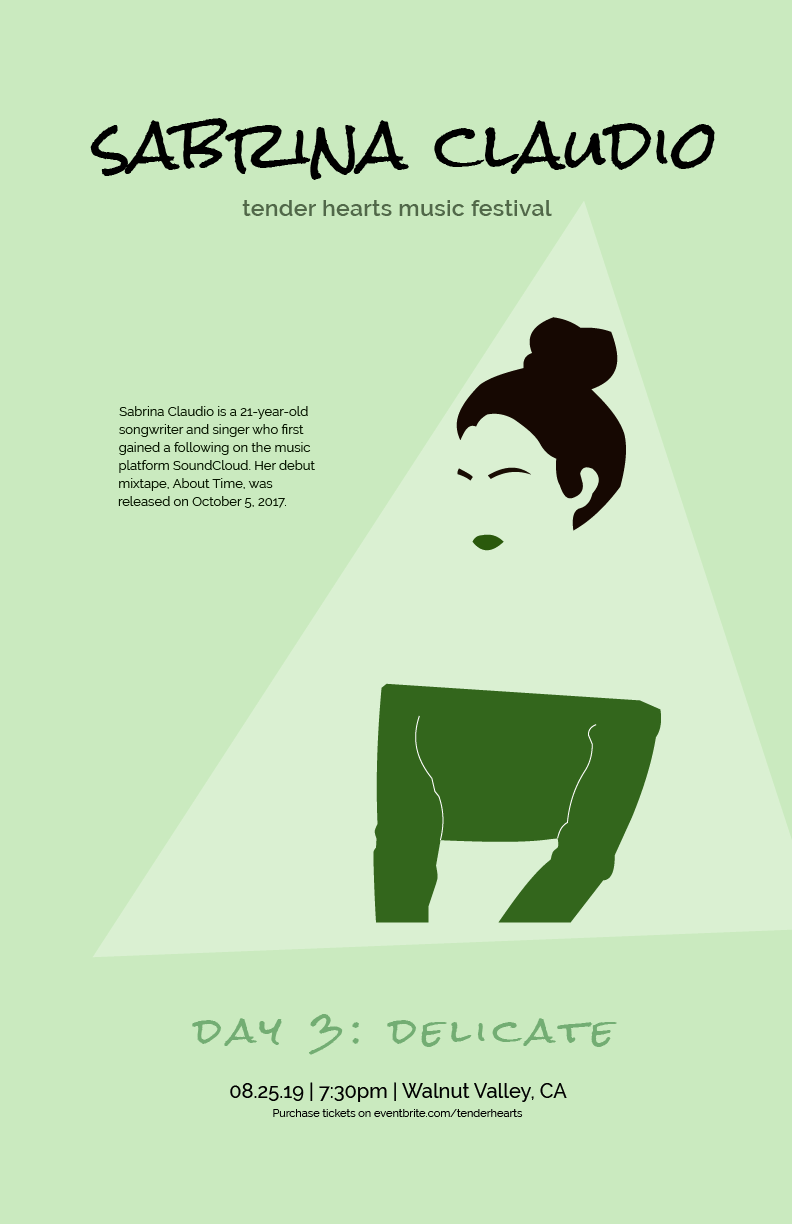 SABRINA CLAUDIO
tender hearts music festival
Sabrina Claudio is a 21-year-old
songwriter and singer who first
gained a following on the music
platform SoundCloud. Her debut
mixtape, About Time, was
released on October 5, 2017.
DAY 3: DELICATE
08.25.19 | 7:30pm | Walnut Valley, CA
Purchase tickets on eventbrite.com/tenderhearts